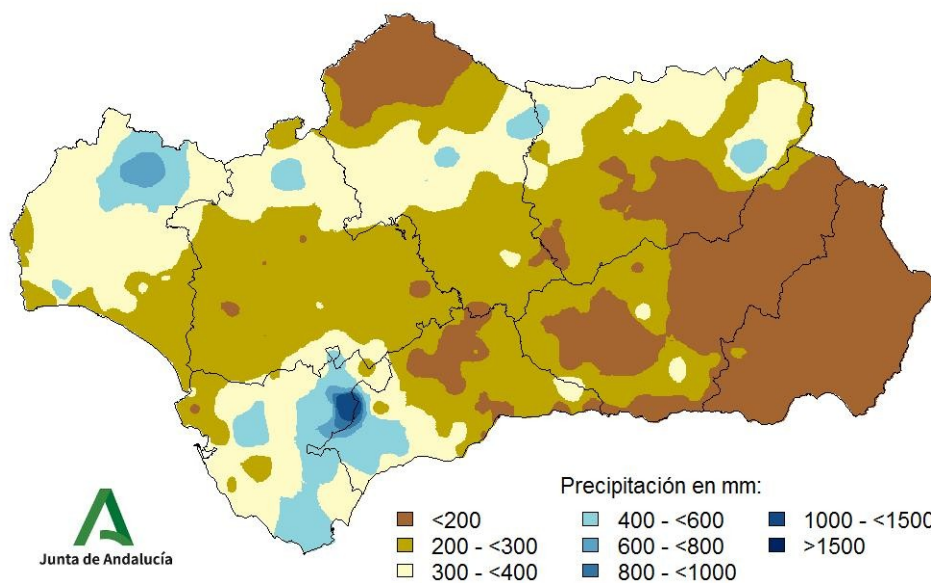 Precipitación en mm:
<200
200 - <300
300 - <400
400 - <600
600 - <800
800 - <1000
1000 - <1500
>1500
Junta de Andalucía